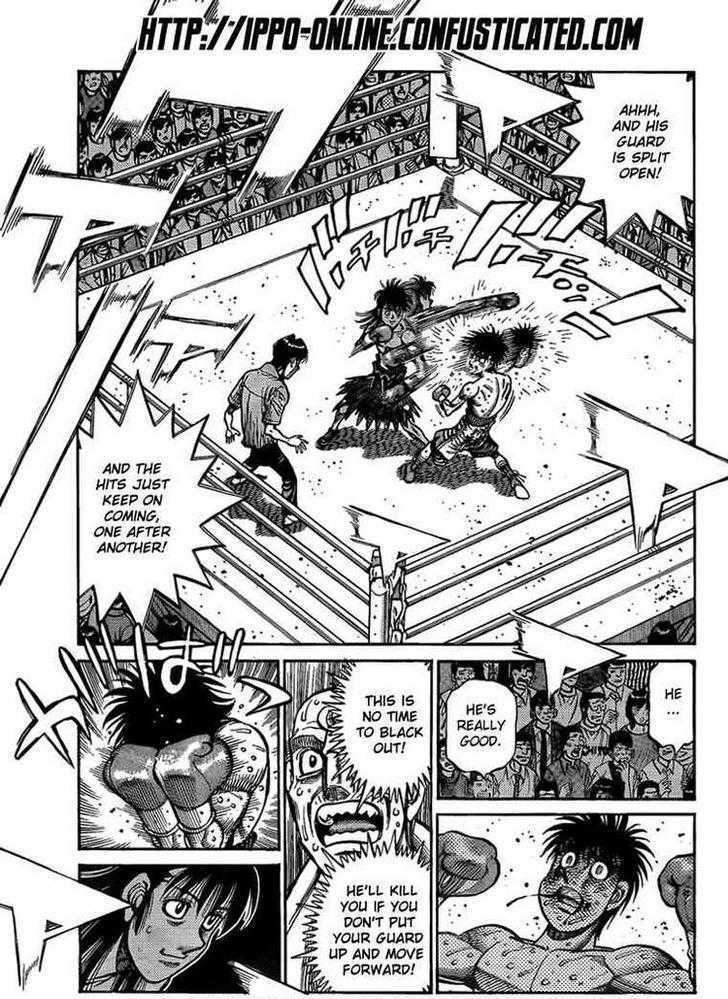 HTTP://IPPO-ONLINE.CONFUSTICATED.COM
AHHH,
AND HIS
GUARD
IS SPLIT
OPEN!
AND THE
HITS JUST
KEEP ON
COMING,
ONE AFTER
ANOTHER!
HE
...
HE'S
REALLY
GOOD.
THIS IS
NO TIME
TO BLACK
OUT!
HE'LL KILL
YOU IF YOU
DON'T PUT
YOUR GUARD
UP AND MOVE
FORWARD!